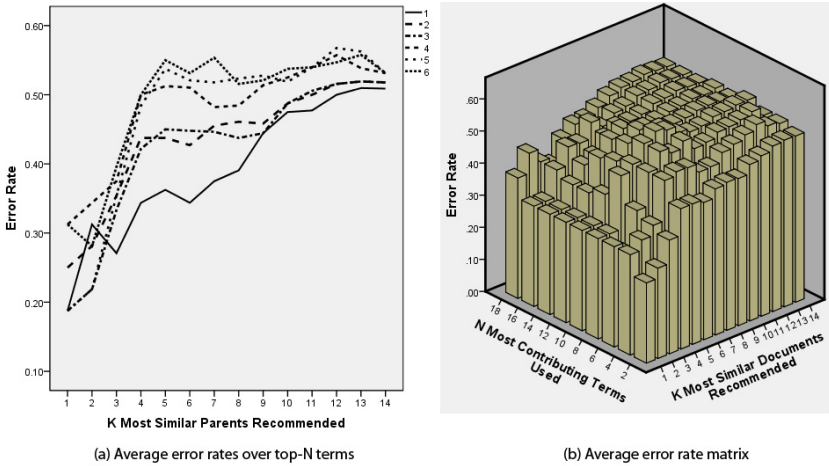 0.60
0.50
0.40
0.30
0.20
0.10
Error Rate
1 2 3 4 5 6 7 8 9 10 11 12 13 14
K Most Similar Parents Recommended
1
2
3
4
5
6
(a) Average error rates over top-N terms
.60
.50
.40
.30
.20
.10
.00
Error Rate
18 16 14 12 10 8 6 4 2
N Most Contributing Terms
Used
1 2 3 4 5 6 7 8 9 10 11 12 13 14
K Most Similar Documents
Recommended
(b) Average error rate matrix